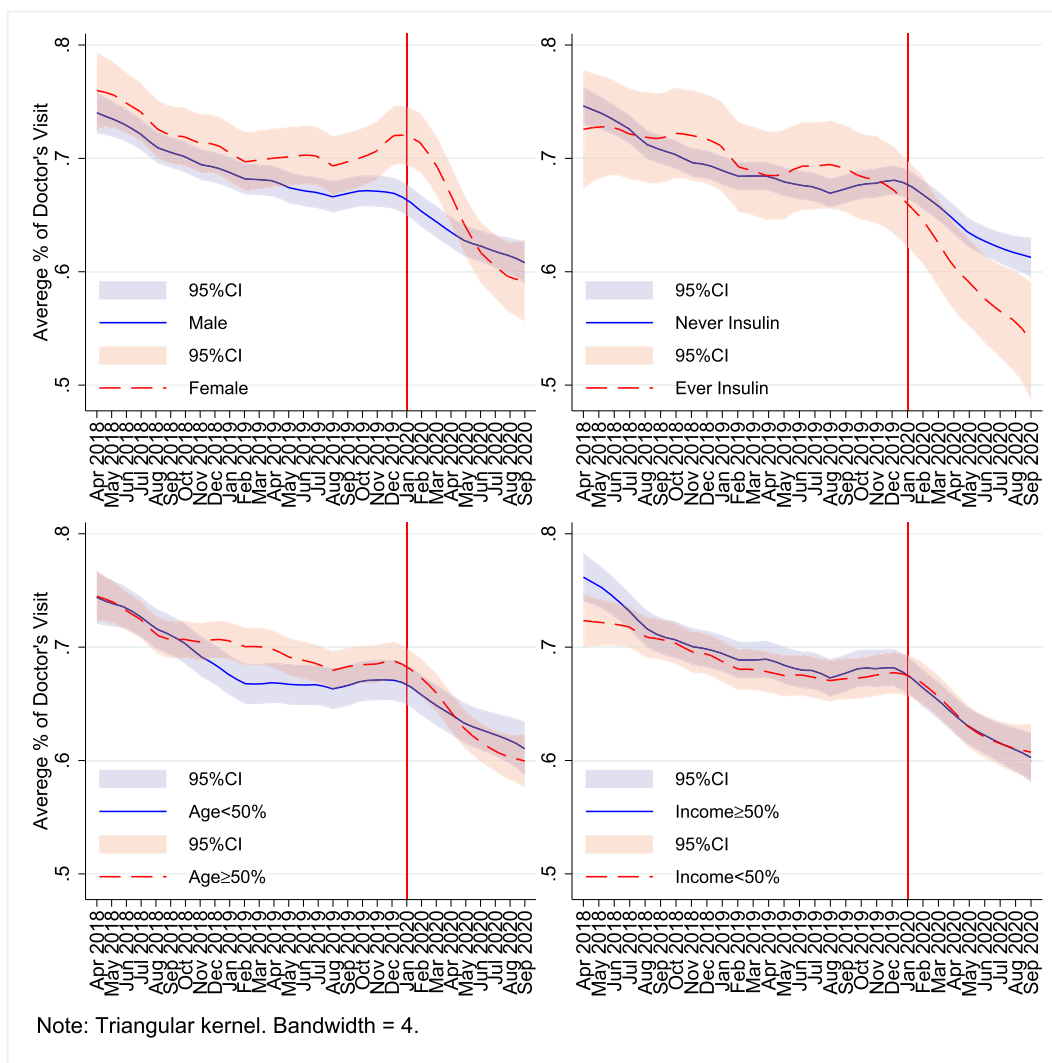 Averege % of Doctor's Visit
.8
.7
.6
.5
95%CI
Male
95%CI
Female
Apr 2018
May 2018
Jun 2018
Jul 2018
Aug 2018
Sep 2018
Oct 2018
Nov 2018
Dec 2018
Jan 2019
Feb 2019
Mar 2019
Apr 2019
May 2019
Jun 2019
Jul 2019
Aug 2019
Sep 2019
Oct 2019
Nov 2019
Dec 2019
Jan 2020
Feb 2020
Mar 2020
Apr 2020
May 2020
Jun 2020
Jul 2020
Aug 2020
Sep 2020
.8
.7
.6
.5
95%CI
Never Insulin
95%CI
Ever Insulin
Apr 2018
May 2018
Jun 2018
Jul 2018
Aug 2018
Sep 2018
Oct 2018
Nov 2018
Dec 2018
Jan 2019
Feb 2019
Mar 2019
Apr 2019
May 2019
Jun 2019
Jul 2019
Aug 2019
Sep 2019
Oct 2019
Nov 2019
Dec 2019
Jan 2020
Feb 2020
Mar 2020
Apr 2020
May 2020
Jun 2020
Jul 2020
Aug 2020
Sep 2020
Averege % of Doctor's Visit
.8
.7
.6
.5
95%CI
Age<50%
95%CI
Age≥50%
Apr 2018
May 2018
Jun 2018
Jul 2018
Aug 2018
Sep 2018
Oct 2018
Nov 2018
Dec 2018
Jan 2019
Feb 2019
Mar 2019
Apr 2019
May 2019
Jun 2019
Jul 2019
Aug 2019
Sep 2019
Oct 2019
Nov 2019
Dec 2019
Jan 2020
Feb 2020
Mar 2020
Apr 2020
May 2020
Jun 2020
Jul 2020
Aug 2020
Sep 2020
.8
.7
.6
.5
95%CI
Income≥50%
95%CI
Income<50%
Apr 2018
May 2018
Jun 2018
Jul 2018
Aug 2018
Sep 2018
Oct 2018
Nov 2018
Dec 2018
Jan 2019
Feb 2019
Mar 2019
Apr 2019
May 2019
Jun 2019
Jul 2019
Aug 2019
Sep 2019
Oct 2019
Nov 2019
Dec 2019
Jan 2020
Feb 2020
Mar 2020
Apr 2020
May 2020
Jun 2020
Jul 2020
Aug 2020
Sep 2020
Note: Triangular kernel. Bandwidth = 4.